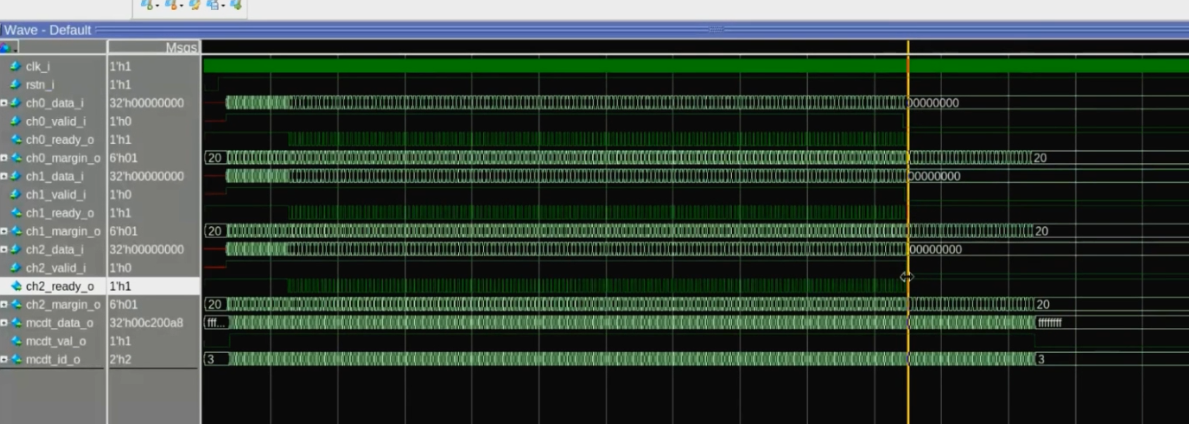 Wave - Default
Msgs
clk_i 1'h1
rstn_i 1'h1
ch0_data_i 32'h00000000 00000000
ch0_valid_i 1'h0
ch0_ready_o 1'h1
ch0_margin_o 6'h01 20 20
ch1_data_i 32'h00000000 00000000
ch1_valid_i 1'h0
ch1_ready_o 1'h1
ch1_margin_o 6'h01 20 20
ch2_data_i 32'h00000000 00000000
ch2_valid_i 1'h0
ch2_ready_o 1'h1
ch2_margin_o 6'h01 20 20
mcdt_data_o 32'h00c200a8 fff... ffffffff
mcdt_val_o 1'h1
mcdt_id_o 2'h2 3 3